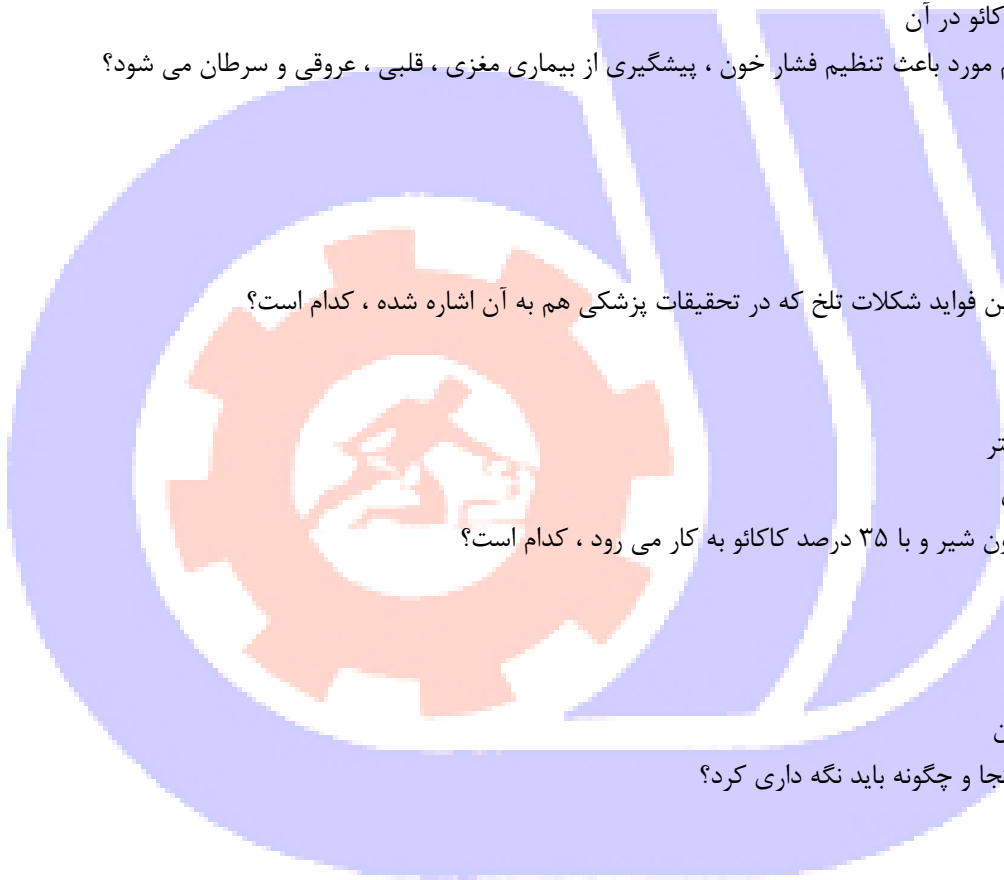 کائو در آن
مورد باعث تنظیم فشار خون ، پیشگیری از بیماری مغزی ، قلبی ، عروقی و سرطان می شود؟
ین فواید شکلات تلخ که در تحقیقات پزشکی هم به آن اشاره شده ، کدام است؟
تر
ون شیر و با ۳۵ درصد کاکائو به کار می رود ، کدام است؟
ن
نجا و چگونه باید نگه داری کرد؟